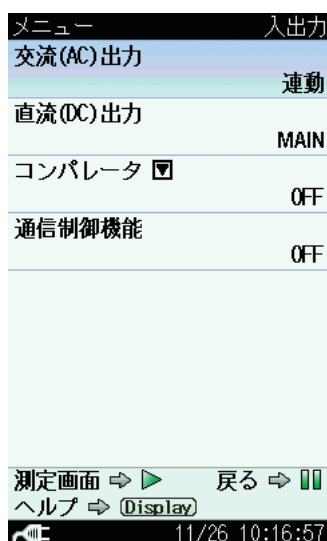 メニュー 入出力
交流(AC)出力
連動
直流(DC)出力
MAIN
コンパレータ ▼
OFF
通信制御機能
OFF
測定画面 ⇨ ▷ 戻る ⇨ ▯▯
ヘルプ ⇨ Display
11/26 10:16:57